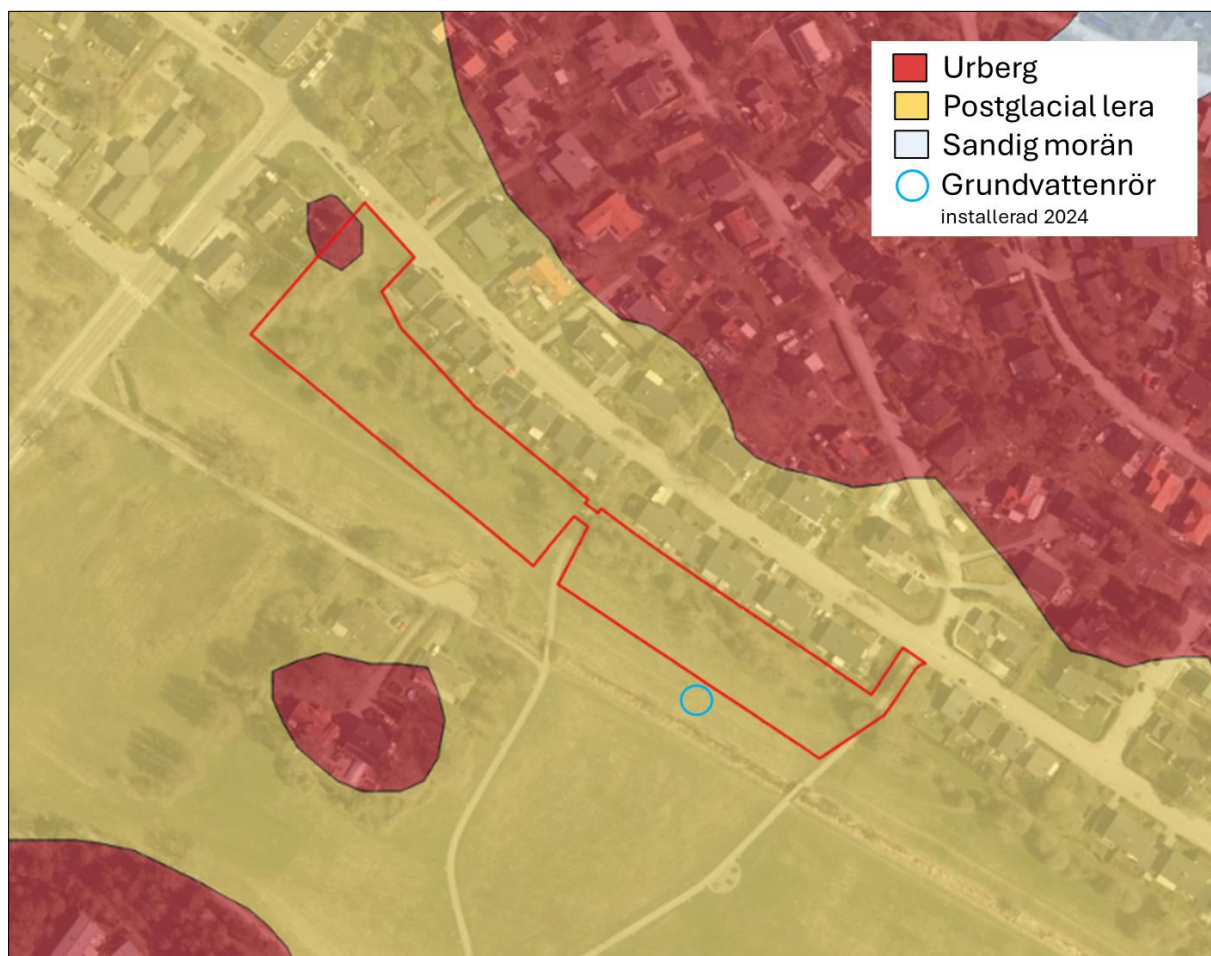 Urberg
Postglacial lera
Sandig morän
Grundvattenrör
installerad 2024